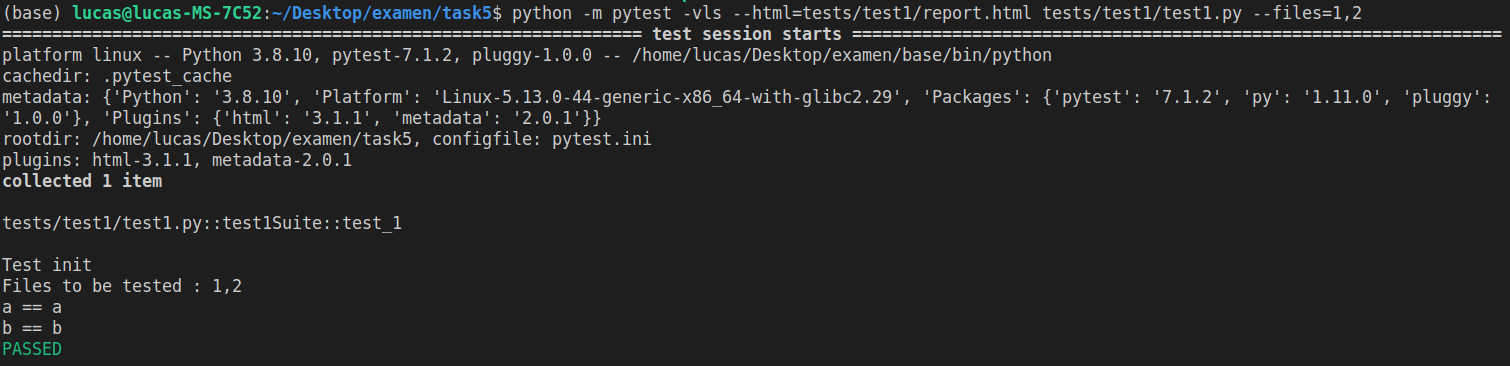 (base) lucas@lucas-MS-7C52:~/Desktop/examen/task5$ python -m pytest -vls --html=tests/test1/report.html tests/test1/test1.py --files=1,2
================================================================ test session starts =================================================================
platform linux -- Python 3.8.10, pytest-7.1.2, pluggy-1.0.0 -- /home/lucas/Desktop/examen/base/bin/python
cachedir: .pytest_cache
metadata: {'Python': '3.8.10', 'Platform': 'Linux-5.13.0-44-generic-x86_64-with-glibc2.29', 'Packages': {'pytest': '7.1.2', 'py': '1.11.0', 'pluggy':
'1.0.0'}, 'Plugins': {'html': '3.1.1', 'metadata': '2.0.1'}}
rootdir: /home/lucas/Desktop/examen/task5, configfile: pytest.ini
plugins: html-3.1.1, metadata-2.0.1
collected 1 item
tests/test1/test1.py::test1Suite::test_1
Test init
Files to be tested : 1,2
a == a
b == b
PASSED